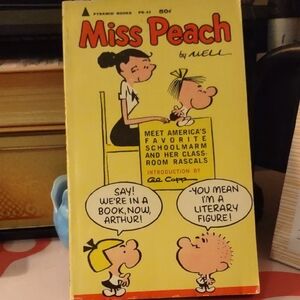 PYRAMID BOOKS PR-42 50¢
Miss Peach
by MELL
MEET AMERICA'S
FAVORITE
SCHOOLMARM
AND HER CLASS-
ROOM RASCALS
INTRODUCTION BY
Al Capp
SAY!
WE'RE IN A
BOOK, NOW,
ARTHUR!
-YOU MEAN
I'M A
LITERARY
FIGURE!